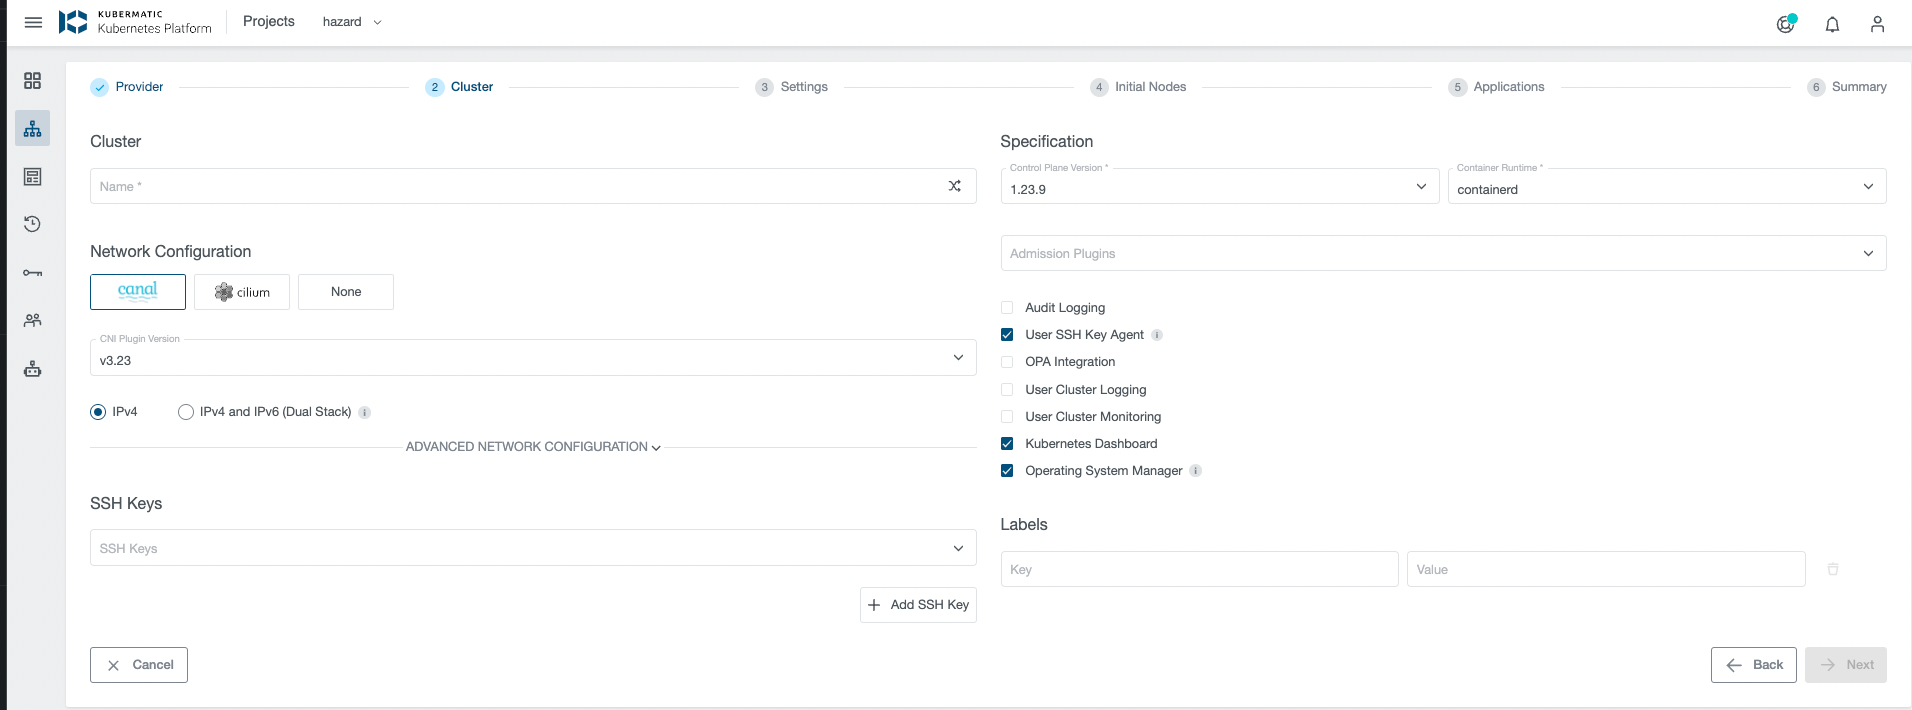 KUBERMATIC
Kubernetes Platform
Projects
hazard
Provider
2 Cluster
3 Settings
4 Initial Nodes
5 Applications
6 Summary
Cluster
Name *
Network Configuration
canal
cilium
None
CNI Plugin Version
v3.23
IPv4
IPv4 and IPv6 (Dual Stack) i
ADVANCED NETWORK CONFIGURATION
SSH Keys
SSH Keys
Add SSH Key
Specification
Control Plane Version *
1.23.9
Container Runtime *
containerd
Admission Plugins
Audit Logging
User SSH Key Agent i
OPA Integration
User Cluster Logging
User Cluster Monitoring
Kubernetes Dashboard
Operating System Manager i
Labels
Key
Value
Cancel
Back
Next